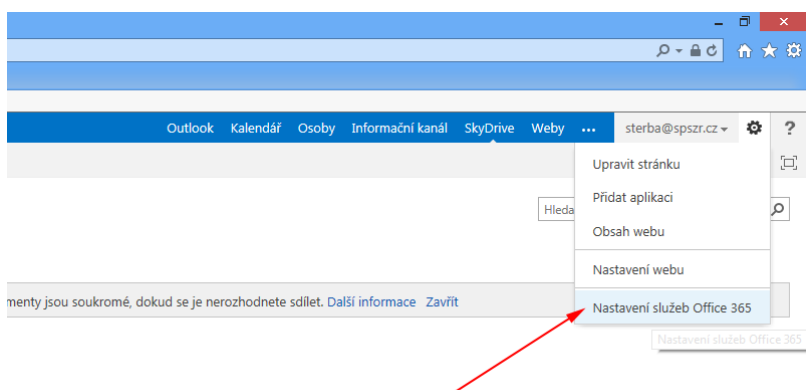 Outlook Kalendář Osoby Informační kanál SkyDrive Weby ... sterba@spszr.cz ?
Upravit stránku
Přidat aplikaci
Hleda
Obsah webu
Nastavení webu
menty jsou soukromé, dokud se je nerozhodnete sdílet. Další informace Zavřít
Nastavení služeb Office 365
Nastavení služeb Office 365